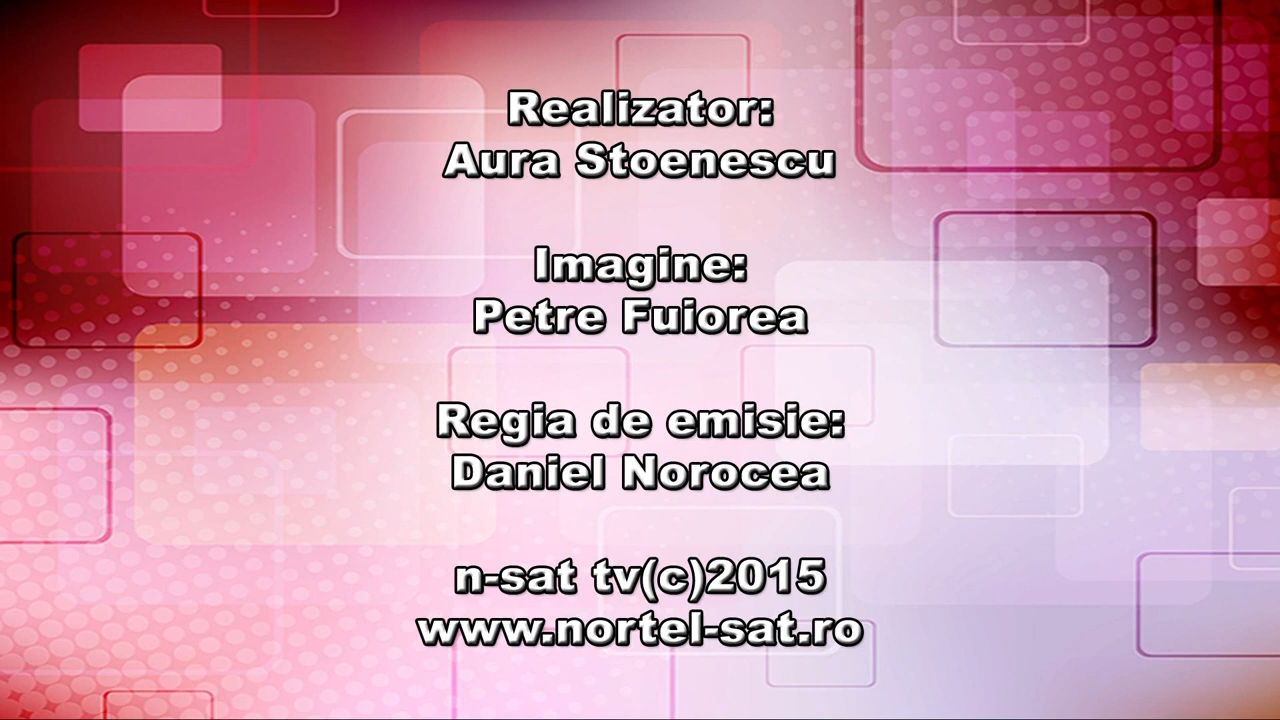 Realizator:
Aura Stoenescu
Imagine:
Petre Fuiorea
Regia de emisie:
Daniel Norocea
n-sat tv(c)2015
www.nortel-sat.ro